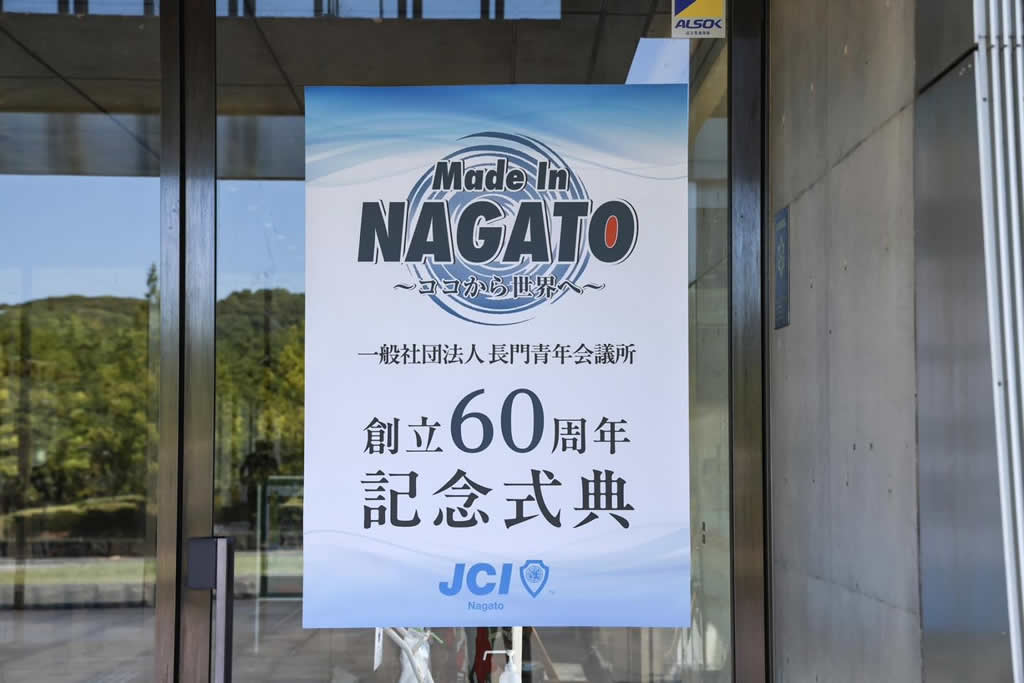 ALSOK
Made In
NAGATO
～ココから世界へ～
一般社団法人 長門青年会議所
創立60周年
記念式典
JCI
Nagato